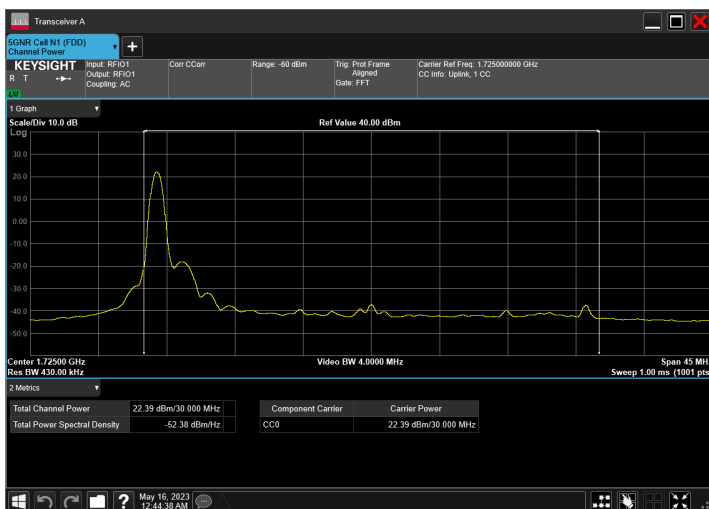 Transceiver A
5GNR Cell N1 (FDD)
Channel Power
KEYSIGHT
R T
LXI
Input: RFIO1
Output: RFIO1
Coupling: AC
Corr CCorr
Range: -60 dBm
Trig: Prot Frame
Aligned
Gate: FFT
Carrier Ref Freq: 1.725000000 GHz
CC Info: Uplink, 1 CC
1 Graph
Scale/Div 10.0 dB
Ref Value 40.00 dBm
Log
30.0
20.0
10.0
0.00
-10.0
-20.0
-30.0
-40.0
-50.0
Center 1.72500 GHz
Video BW 4.0000 MHz
Span 45 MHz
Res BW 430.00 kHz
Sweep 1.00 ms (1001 pts)
2 Metrics
Total Channel Power 22.39 dBm/30.000 MHz
Total Power Spectral Density -52.38 dBm/Hz
Component Carrier Carrier Power
CC0 22.39 dBm/30.000 MHz
?
May 16, 2023
12:44:38 AM